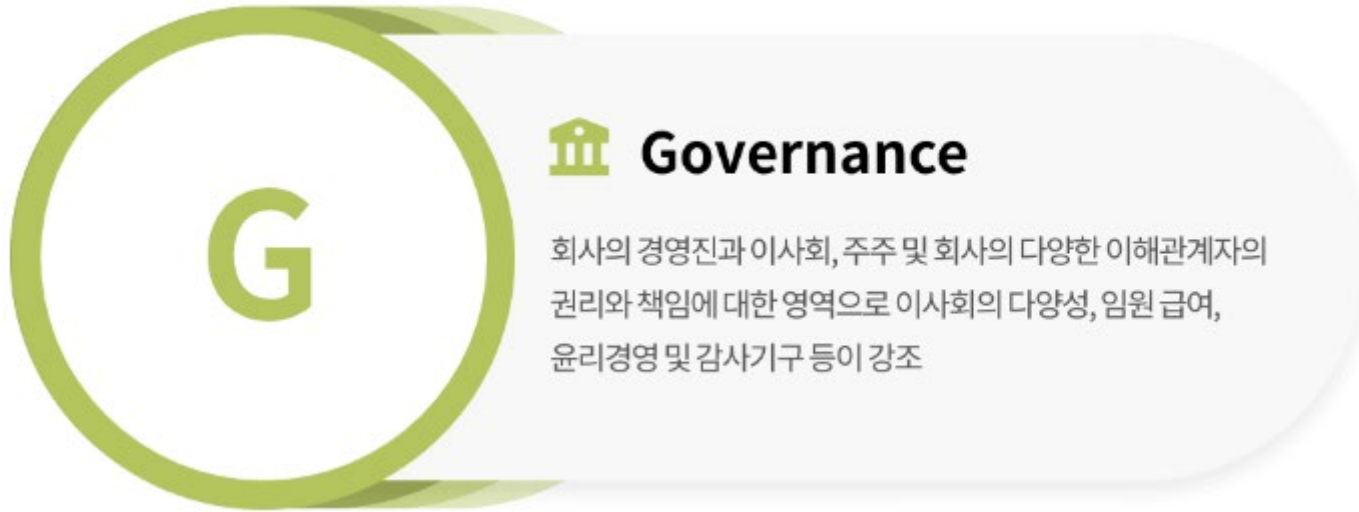 G
Governance
회사의 경영진과 이사회, 주주 및 회사의 다양한 이해관계자의
권리와 책임에 대한 영역으로 이사회의 다양성, 임원 급여,
윤리경영 및 감사기구 등이 강조